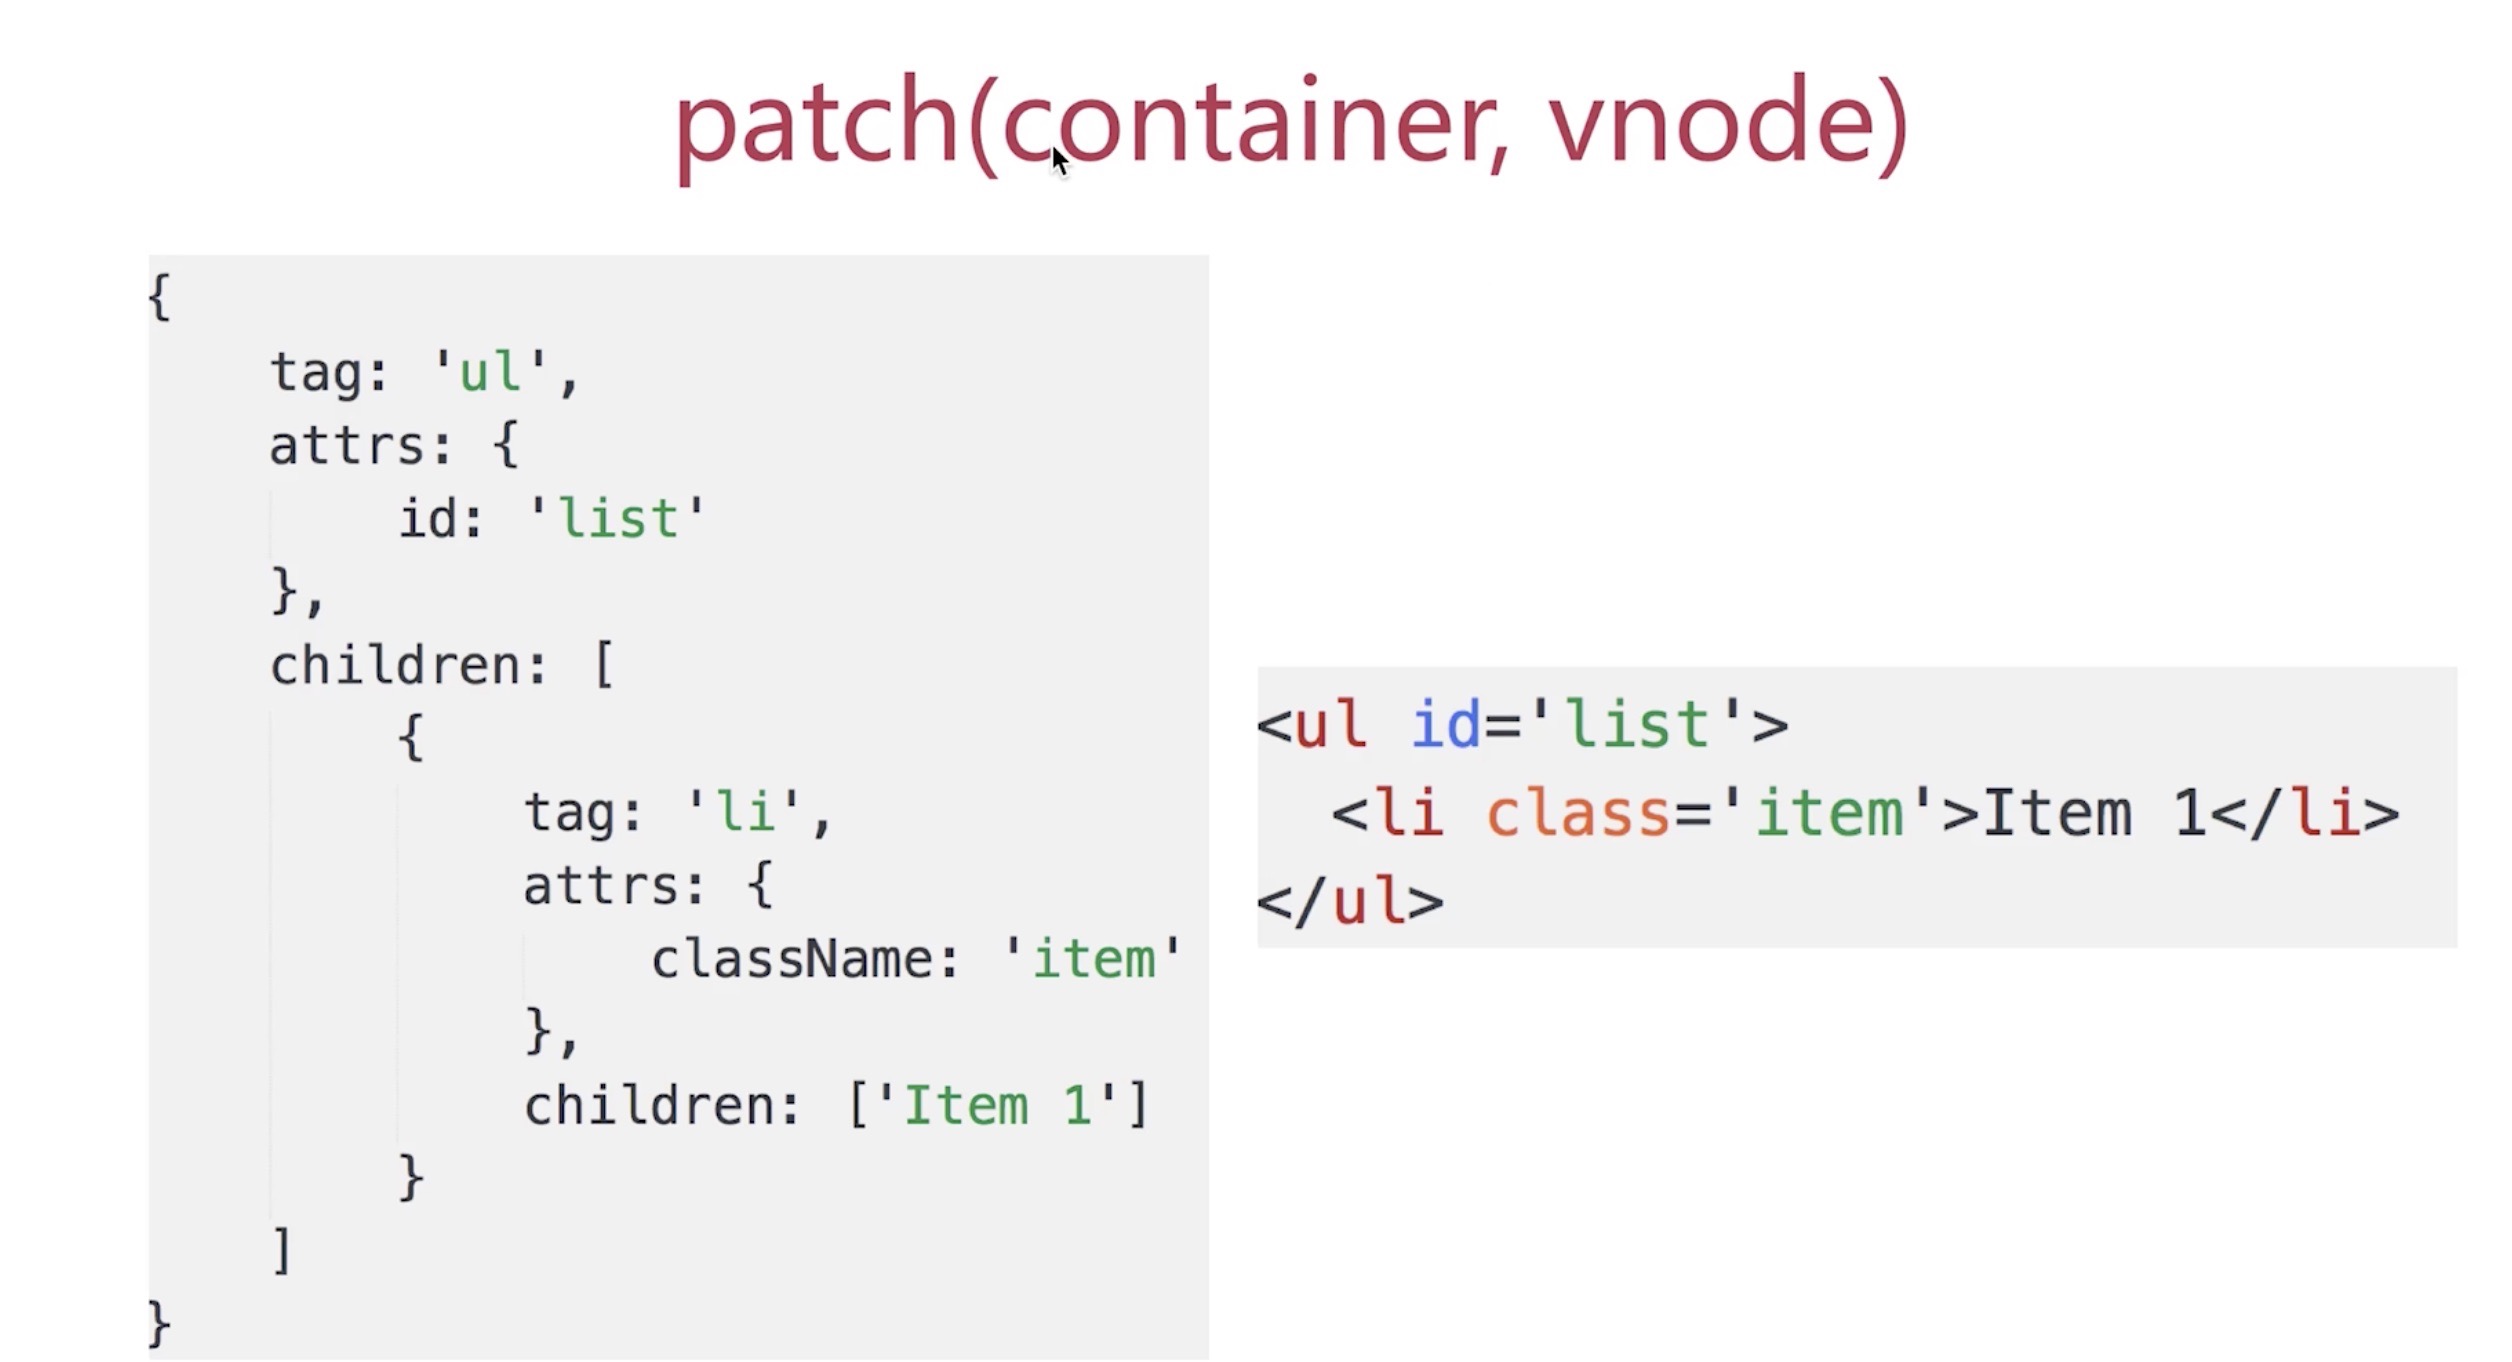 patch(container, vnode)
{
    tag: 'ul',
    attrs: {
        id: 'list'
    },
    children: [
        {
            tag: 'li',
            attrs: {
                className: 'item'
            },
            children: ['Item 1']
        }
    ]
}
<ul id='list'>
  <li class='item'>Item 1</li>
</ul>